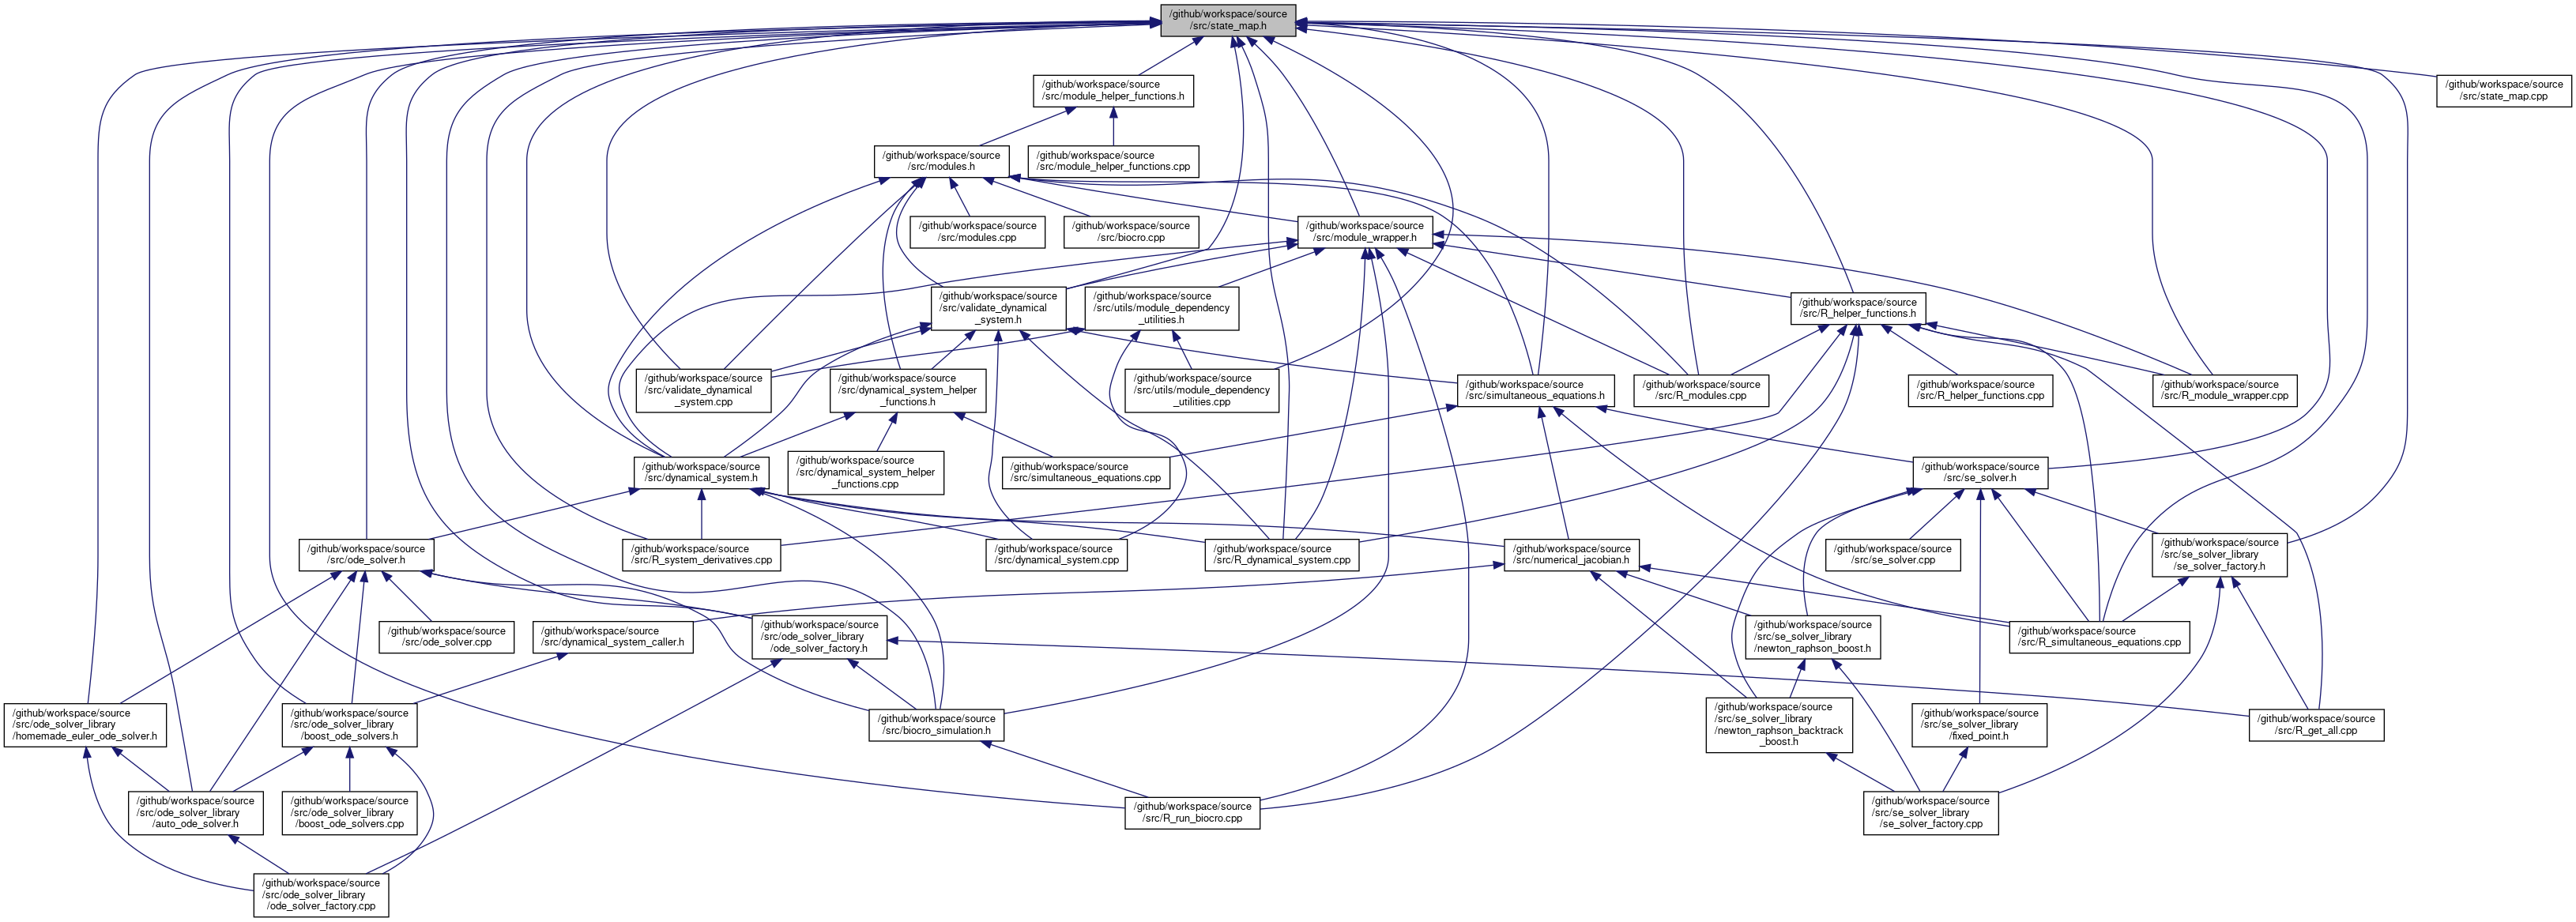 /github/workspace/source
/src/state_map.h
/github/workspace/source
/src/module_helper_functions.h
/github/workspace/source
/src/state_map.cpp
/github/workspace/source
/src/modules.h
/github/workspace/source
/src/module_helper_functions.cpp
/github/workspace/source
/src/modules.cpp
/github/workspace/source
/src/biocro.cpp
/github/workspace/source
/src/module_wrapper.h
/github/workspace/source
/src/validate_dynamical
_system.h
/github/workspace/source
/src/utils/module_dependency
_utilities.h
/github/workspace/source
/src/R_helper_functions.h
/github/workspace/source
/src/validate_dynamical
_system.cpp
/github/workspace/source
/src/dynamical_system_helper
_functions.h
/github/workspace/source
/src/utils/module_dependency
_utilities.cpp
/github/workspace/source
/src/simultaneous_equations.h
/github/workspace/source
/src/R_modules.cpp
/github/workspace/source
/src/R_helper_functions.cpp
/github/workspace/source
/src/R_module_wrapper.cpp
/github/workspace/source
/src/dynamical_system.h
/github/workspace/source
/src/dynamical_system_helper
_functions.cpp
/github/workspace/source
/src/simultaneous_equations.cpp
/github/workspace/source
/src/se_solver.h
/github/workspace/source
/src/ode_solver.h
/github/workspace/source
/src/R_system_derivatives.cpp
/github/workspace/source
/src/dynamical_system.cpp
/github/workspace/source
/src/R_dynamical_system.cpp
/github/workspace/source
/src/numerical_jacobian.h
/github/workspace/source
/src/se_solver.cpp
/github/workspace/source
/src/se_solver_library
/se_solver_factory.h
/github/workspace/source
/src/ode_solver.cpp
/github/workspace/source
/src/dynamical_system_caller.h
/github/workspace/source
/src/ode_solver_library
/ode_solver_factory.h
/github/workspace/source
/src/se_solver_library
/newton_raphson_boost.h
/github/workspace/source
/src/R_simultaneous_equations.cpp
/github/workspace/source
/src/ode_solver_library
/homemade_euler_ode_solver.h
/github/workspace/source
/src/ode_solver_library
/boost_ode_solvers.h
/github/workspace/source
/src/biocro_simulation.h
/github/workspace/source
/src/se_solver_library
/newton_raphson_backtrack
_boost.h
/github/workspace/source
/src/se_solver_library
/fixed_point.h
/github/workspace/source
/src/R_get_all.cpp
/github/workspace/source
/src/ode_solver_library
/auto_ode_solver.h
/github/workspace/source
/src/ode_solver_library
/boost_ode_solvers.cpp
/github/workspace/source
/src/R_run_biocro.cpp
/github/workspace/source
/src/se_solver_library
/se_solver_factory.cpp
/github/workspace/source
/src/ode_solver_library
/ode_solver_factory.cpp